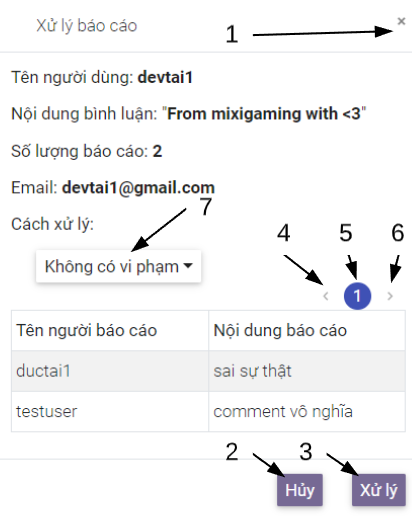 Xử lý báo cáo
1
×
Tên người dùng: devtai1
Nội dung bình luận: "From mixigaming with <3"
Số lượng báo cáo: 2
Email: devtai1@gmail.com
7
Cách xử lý:
4 5 6
Không có vi phạm
‹ 1 ›
Tên người báo cáo Nội dung báo cáo
ductai1 sai sự thật
testuser comment vô nghĩa
2 3
Hủy Xử lý